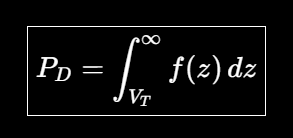 $P_D = \int_{V_T}^{\infty} f(z)\,dz$